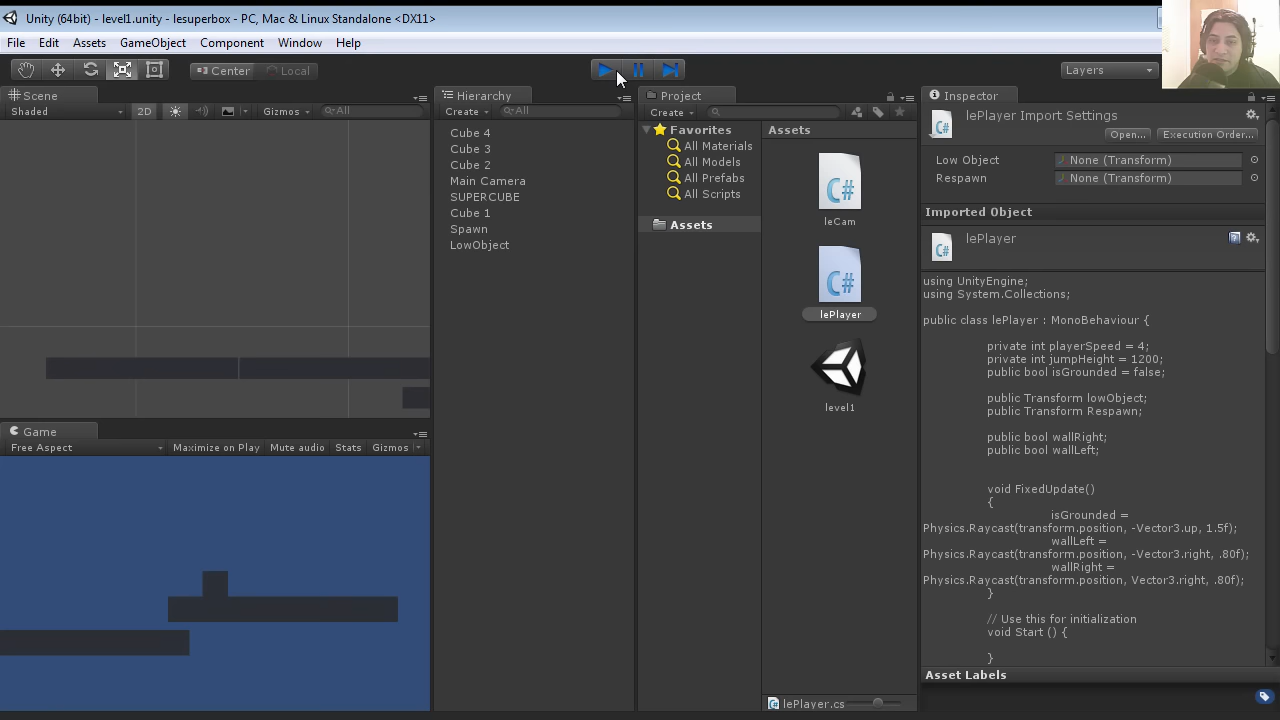 Unity (64bit) - level1.unity - lesuperbox - PC, Mac & Linux Standalone <DX11>
File Edit Assets GameObject Component Window Help
Center Local Layers
Scene
Shaded 2D Gizmos All
Hierarchy
Create All
Cube 4
Cube 3
Cube 2
Main Camera
SUPERCUBE
Cube 1
Spawn
LowObject
Project
Create
Favorites
All Materials
All Models
All Prefabs
All Scripts
Assets
Assets
C#
leCam
C#
lePlayer
level1
lePlayer.cs
Game
Free Aspect Maximize on Play Mute audio Stats Gizmos
Inspector
C#
lePlayer Import Settings
Open... Execution Order...
Low Object None (Transform)
Respawn None (Transform)
Imported Object
C#
lePlayer
using UnityEngine;
using System.Collections;
public class lePlayer : MonoBehaviour {
private int playerSpeed = 4;
private int jumpHeight = 1200;
public bool isGrounded = false;
public Transform lowObject;
public Transform Respawn;
public bool wallRight;
public bool wallLeft;
void FixedUpdate()
{
isGrounded =
Physics.Raycast(transform.position, -Vector3.up, 1.5f);
wallLeft =
Physics.Raycast(transform.position, -Vector3.right, .80f);
wallRight =
Physics.Raycast(transform.position, Vector3.right, .80f);
}
// Use this for initialization
void Start () {
}
Asset Labels